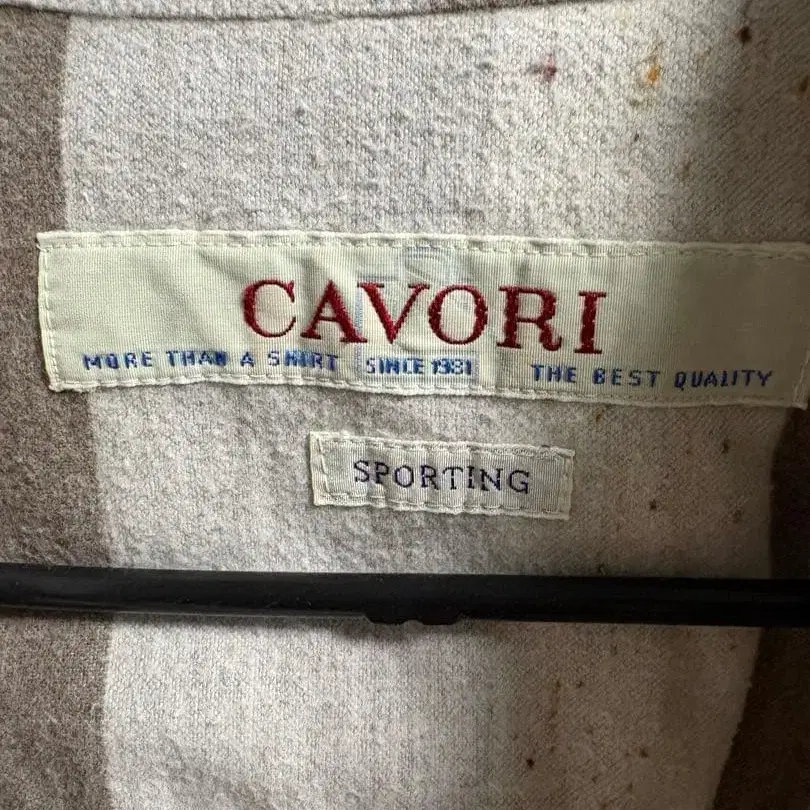 CAVORI
MORE THAN A SHIRT SINCE 1931 THE BEST QUALITY
SPORTING